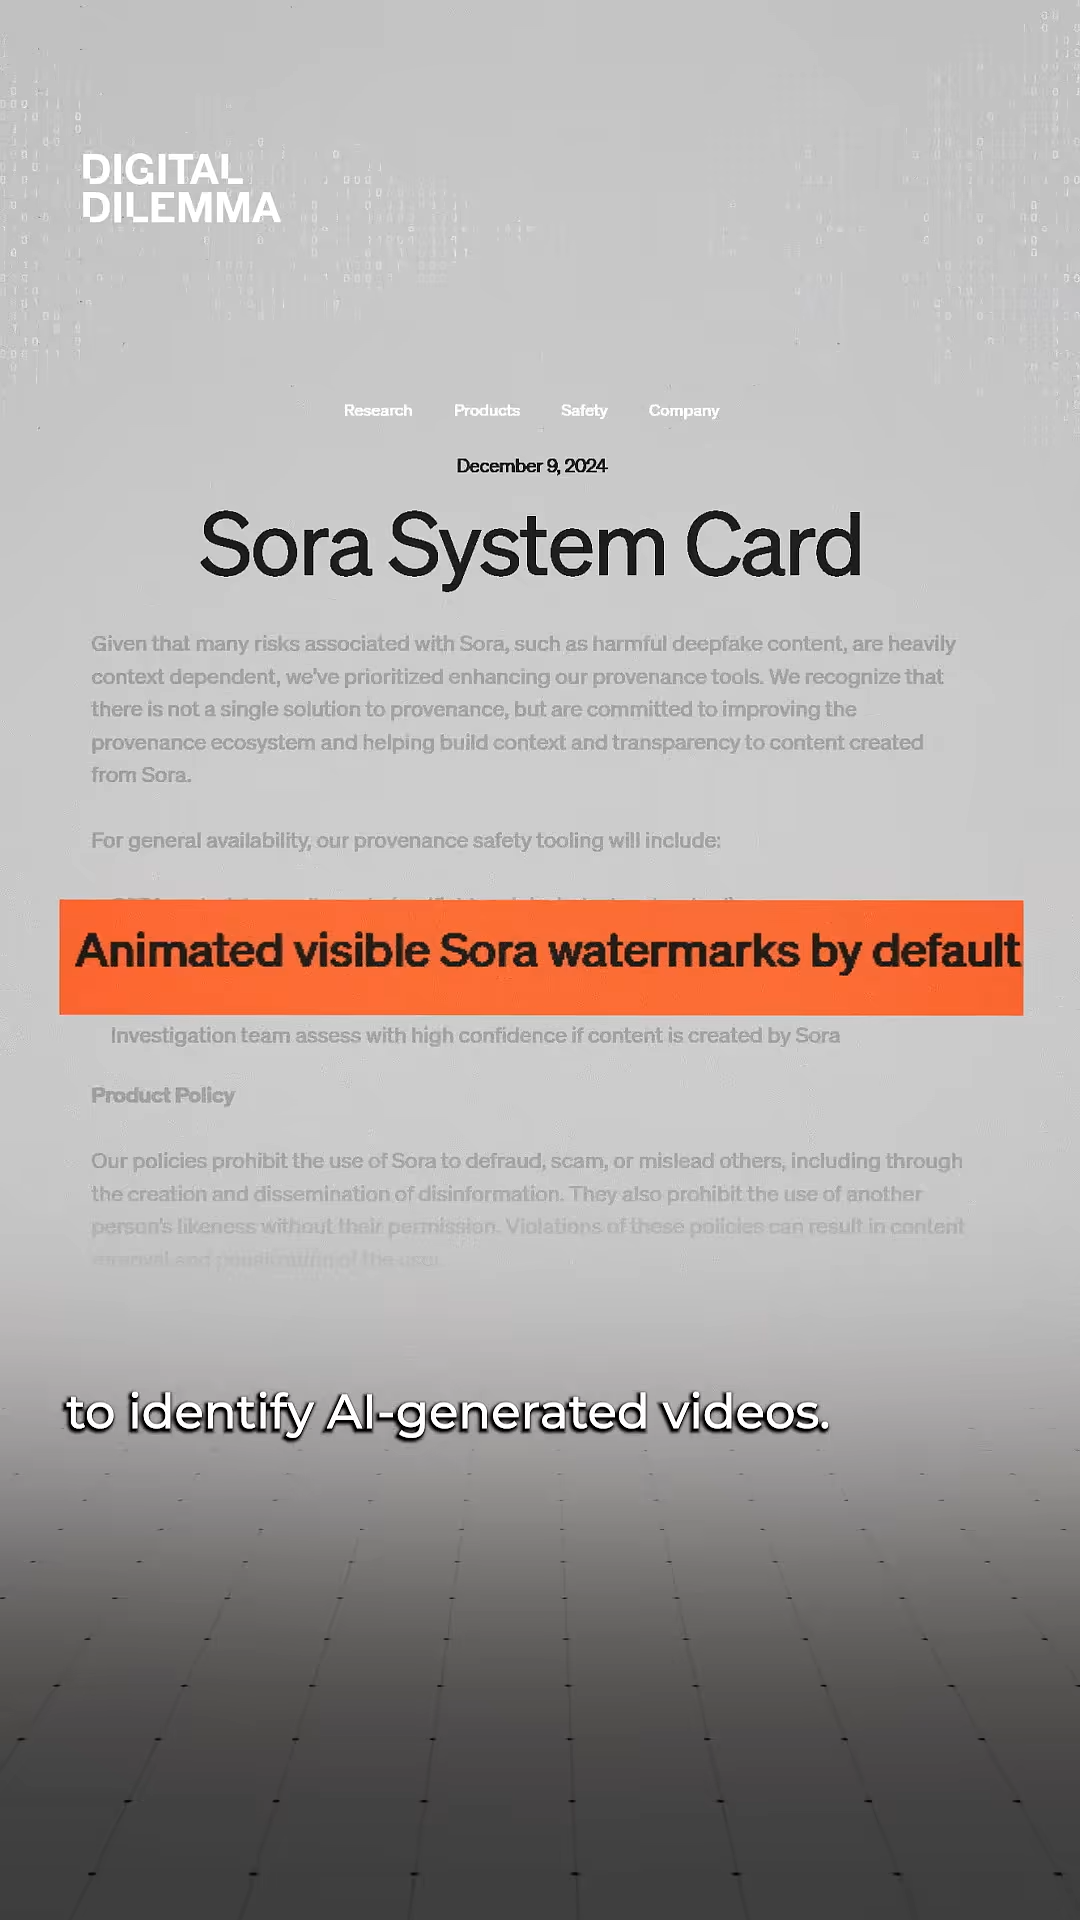 DIGITAL
DILEMMA
Research Products Safety Company
December 9, 2024
Sora System Card
Given that many risks associated with Sora, such as harmful deepfake content, are heavily
context dependent, we've prioritized enhancing our provenance tools. We recognize that
there is not a single solution to provenance, but are committed to improving the
provenance ecosystem and helping build context and transparency to content created
from Sora.
For general availability, our provenance safety tooling will include:
Animated visible Sora watermarks by default
Investigation team assess with high confidence if content is created by Sora
Product Policy
Our policies prohibit the use of Sora to defraud, scam, or mislead others, including through
the creation and dissemination of disinformation. They also prohibit the use of another
person's likeness without their permission. Violations of these policies can result in content
of the user.
to identify AI-generated videos.